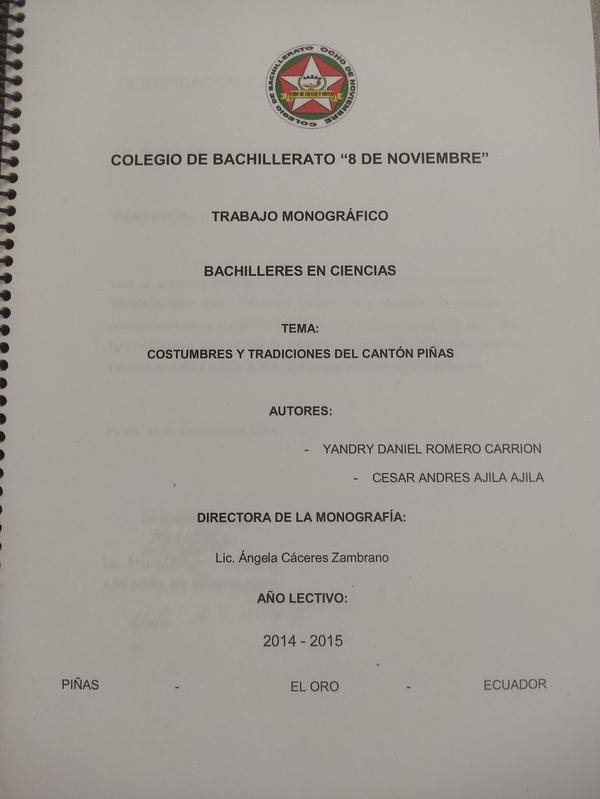 COLEGIO DE BACHILLERATO OCHO DE NOVIEMBRE
COLEGIO DE BACHILLERATO “8 DE NOVIEMBRE”
TRABAJO MONOGRÁFICO
BACHILLERES EN CIENCIAS
TEMA:
COSTUMBRES Y TRADICIONES DEL CANTÓN PIÑAS
AUTORES:
- YANDRY DANIEL ROMERO CARRION
- CESAR ANDRES AJILA AJILA
DIRECTORA DE LA MONOGRAFÍA:
Lic. Ángela Cáceres Zambrano
AÑO LECTIVO:
2014 - 2015
PIÑAS - EL ORO - ECUADOR